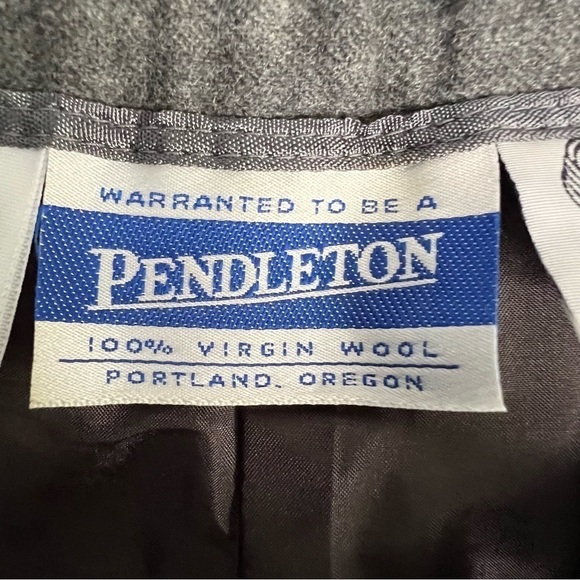 WARRANTED TO BE A
PENDLETON
100% VIRGIN WOOL
PORTLAND, OREGON